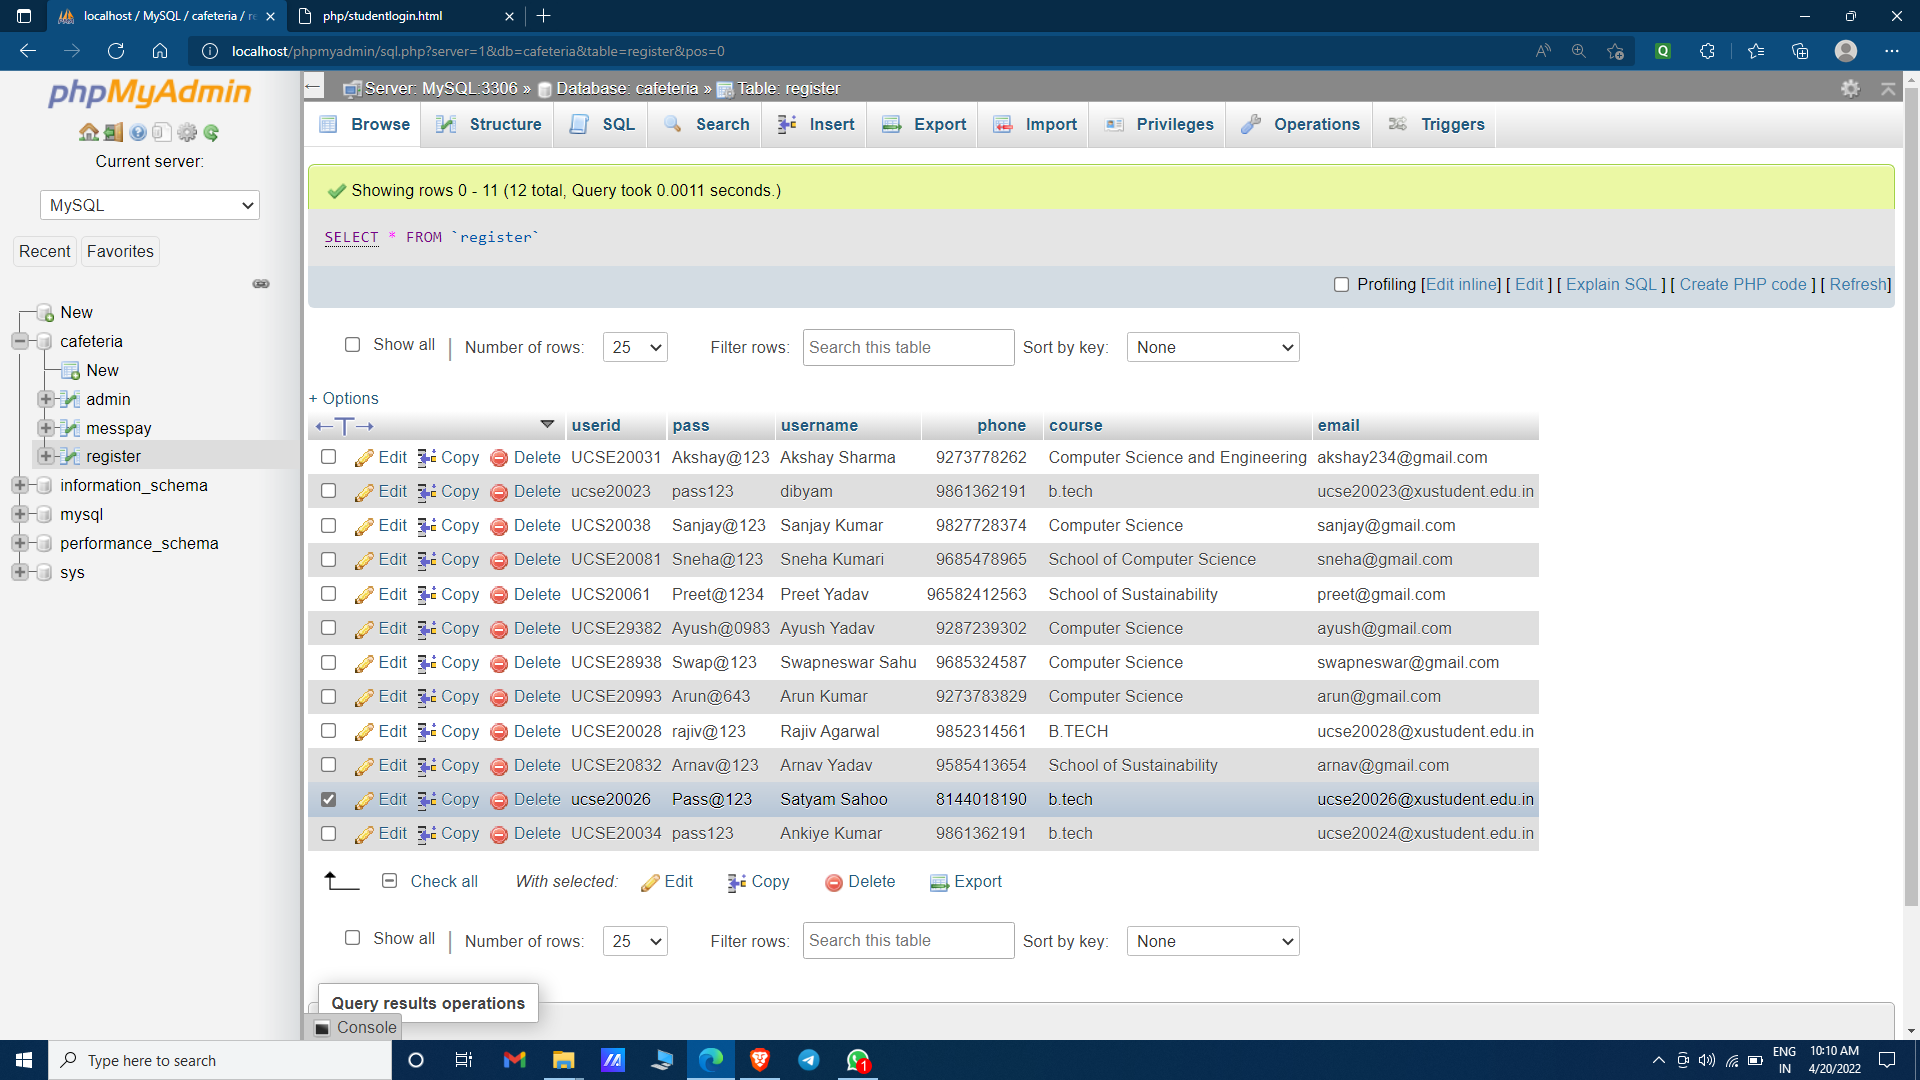 localhost / MySQL / cafeteria / re
php/studentlogin.html
localhost/phpmyadmin/sql.php?server=1&db=cafeteria&table=register&pos=0
phpMyAdmin
Current server:
MySQL
Recent Favorites
New
cafeteria
New
admin
messpay
register
information_schema
mysql
performance_schema
sys
Server: MySQL:3306 » Database: cafeteria » Table: register
Browse Structure SQL Search Insert Export Import Privileges Operations Triggers
Showing rows 0 - 11 (12 total, Query took 0.0011 seconds.)
SELECT * FROM `register`
Profiling [Edit inline] [ Edit ] [ Explain SQL ] [ Create PHP code ] [ Refresh]
Show all | Number of rows: 25 Filter rows: Search this table Sort by key: None
+ Options
←T→ userid pass username phone course email
Edit Copy Delete UCSE20031 Akshay@123 Akshay Sharma 9273778262 Computer Science and Engineering akshay234@gmail.com
Edit Copy Delete ucse20023 pass123 dibyam 9861362191 b.tech ucse20023@xustudent.edu.in
Edit Copy Delete UCS20038 Sanjay@123 Sanjay Kumar 9827728374 Computer Science sanjay@gmail.com
Edit Copy Delete UCSE20081 Sneha@123 Sneha Kumari 9685478965 School of Computer Science sneha@gmail.com
Edit Copy Delete UCS20061 Preet@1234 Preet Yadav 96582412563 School of Sustainability preet@gmail.com
Edit Copy Delete UCSE29382 Ayush@0983 Ayush Yadav 9287239302 Computer Science ayush@gmail.com
Edit Copy Delete UCSE28938 Swap@123 Swapneswar Sahu 9685324587 Computer Science swapneswar@gmail.com
Edit Copy Delete UCSE20993 Arun@643 Arun Kumar 9273783829 Computer Science arun@gmail.com
Edit Copy Delete UCSE20028 rajiv@123 Rajiv Agarwal 9852314561 B.TECH ucse20028@xustudent.edu.in
Edit Copy Delete UCSE20832 Arnav@123 Arnav Yadav 9585413654 School of Sustainability arnav@gmail.com
Edit Copy Delete ucse20026 Pass@123 Satyam Sahoo 8144018190 b.tech ucse20026@xustudent.edu.in
Edit Copy Delete UCSE20034 pass123 Ankiye Kumar 9861362191 b.tech ucse20024@xustudent.edu.in
Check all With selected: Edit Copy Delete Export
Show all | Number of rows: 25 Filter rows: Search this table Sort by key: None
Query results operations
Console
Type here to search
1
ENG
IN
10:10 AM
4/20/2022